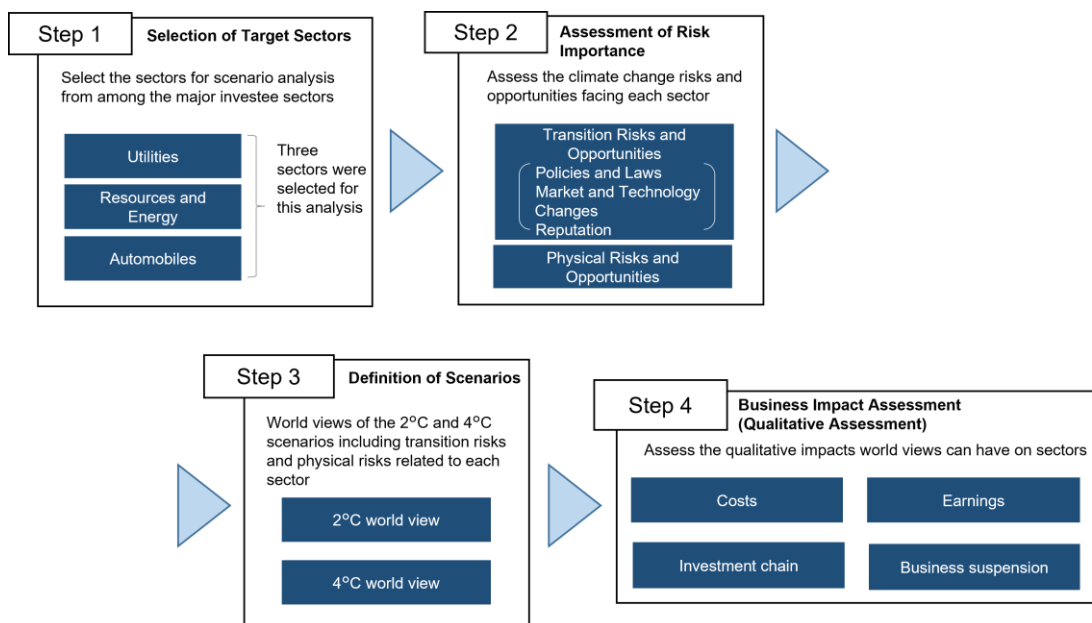 Step 1
Selection of Target Sectors
Select the sectors for scenario analysis
from among the major investee sectors
Utilities
Resources and
Energy
Automobiles
Three
sectors were
selected for
this analysis
Step 2
Assessment of Risk
Importance
Assess the climate change risks and
opportunities facing each sector
Transition Risks and
Opportunities
Policies and Laws
Market and Technology
Changes
Reputation
Physical Risks and
Opportunities
Step 3
Definition of Scenarios
World views of the 2°C and 4°C
scenarios including transition risks
and physical risks related to each
sector
2°C world view
4°C world view
Step 4
Business Impact Assessment
(Qualitative Assessment)
Assess the qualitative impacts world views can have on sectors
Costs
Earnings
Investment chain
Business suspension